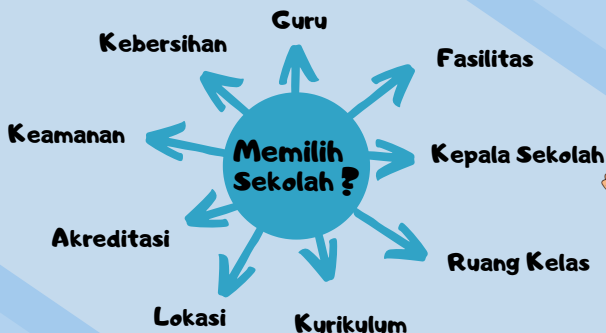 Guru
Kebersihan
Fasilitas
Keamanan
Memilih
Sekolah ?
Kepala Sekolah
Akreditasi
Ruang Kelas
Lokasi
Kurikulum